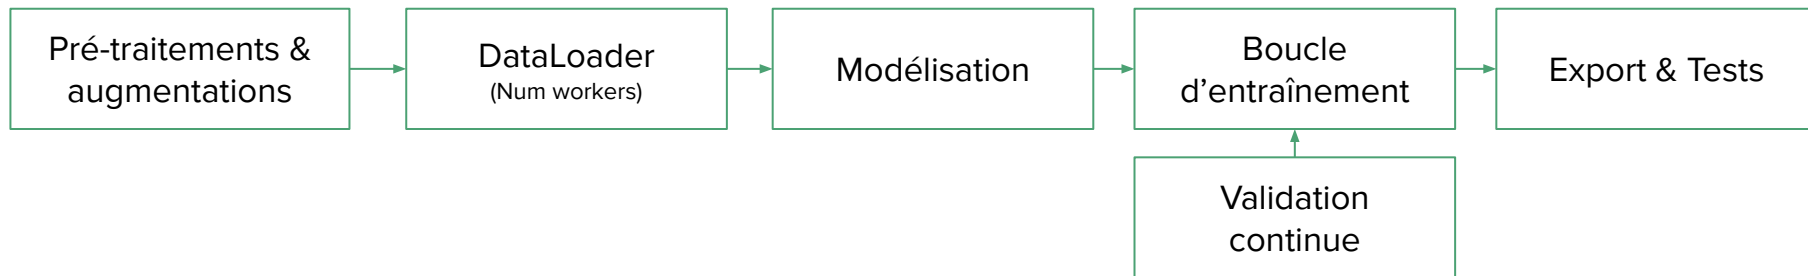 Pré-traitements &
augmentations
DataLoader
(Num workers)
Modélisation
Boucle
d’entraînement
Export & Tests
Validation
continue